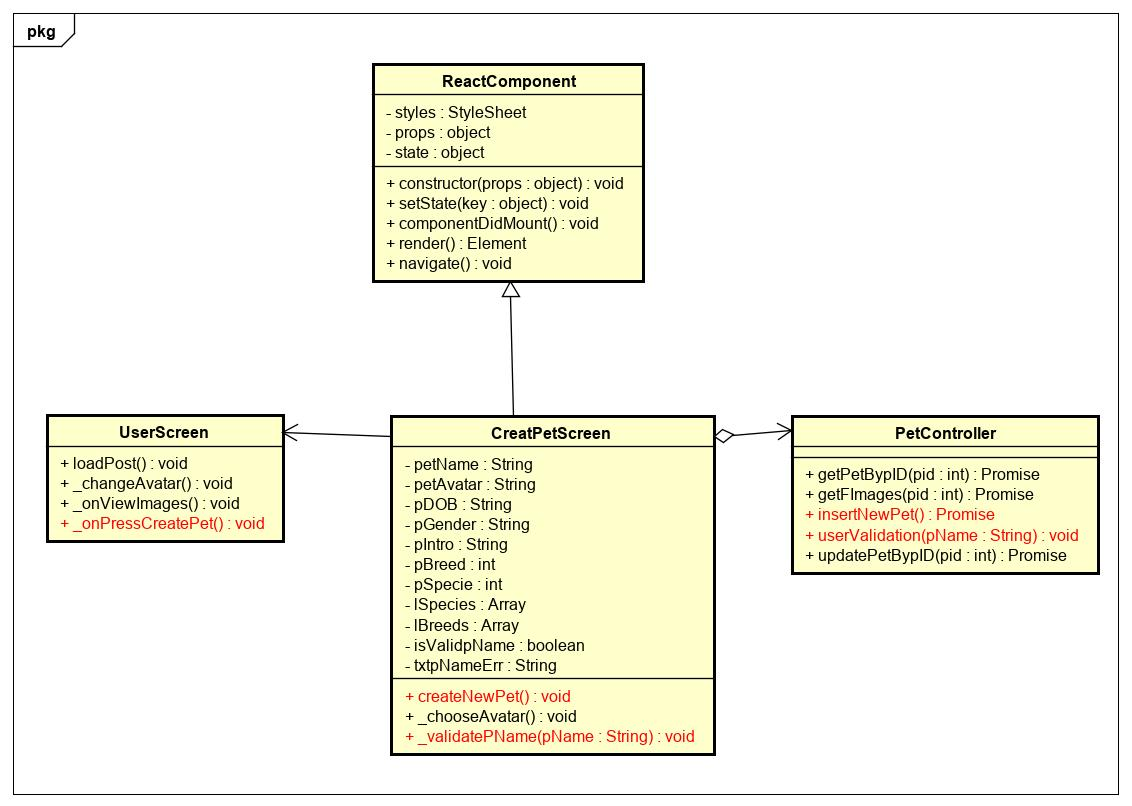 pkg
ReactComponent
- styles : StyleSheet
- props : object
- state : object
+ constructor(props : object) : void
+ setState(key : object) : void
+ componentDidMount() : void
+ render() : Element
+ navigate() : void
UserScreen
+ loadPost() : void
+ _changeAvatar() : void
+ _onViewImages() : void
+ _onPressCreatePet() : void
CreatPetScreen
- petName : String
- petAvatar : String
- pDOB : String
- pGender : String
- pIntro : String
- pBreed : int
- pSpecie : int
- lSpecies : Array
- lBreeds : Array
- isValidpName : boolean
- txtpNameErr : String
+ createNewPet() : void
+ _chooseAvatar() : void
+ _validatePName(pName : String) : void
PetController
+ getPetBypID(pid : int) : Promise
+ getFImages(pid : int) : Promise
+ insertNewPet() : Promise
+ userValidation(pName : String) : void
+ updatePetBypID(pid : int) : Promise